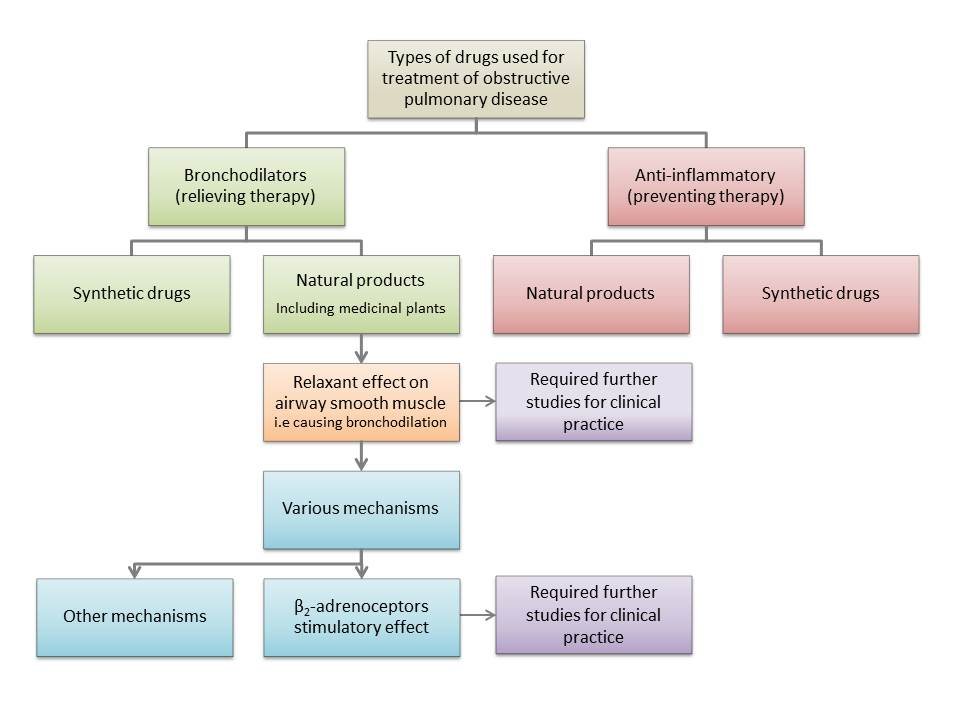 Types of drugs used for
treatment of obstructive
pulmonary disease
Bronchodilators
(relieving therapy)
Anti-inflammatory
(preventing therapy)
Synthetic drugs
Natural products
Including medicinal plants
Natural products
Synthetic drugs
Relaxant effect on
airway smooth muscle
i.e causing bronchodilation
Required further
studies for clinical
practice
Various mechanisms
Other mechanisms
β₂-adrenoceptors
stimulatory effect
Required further
studies for clinical
practice